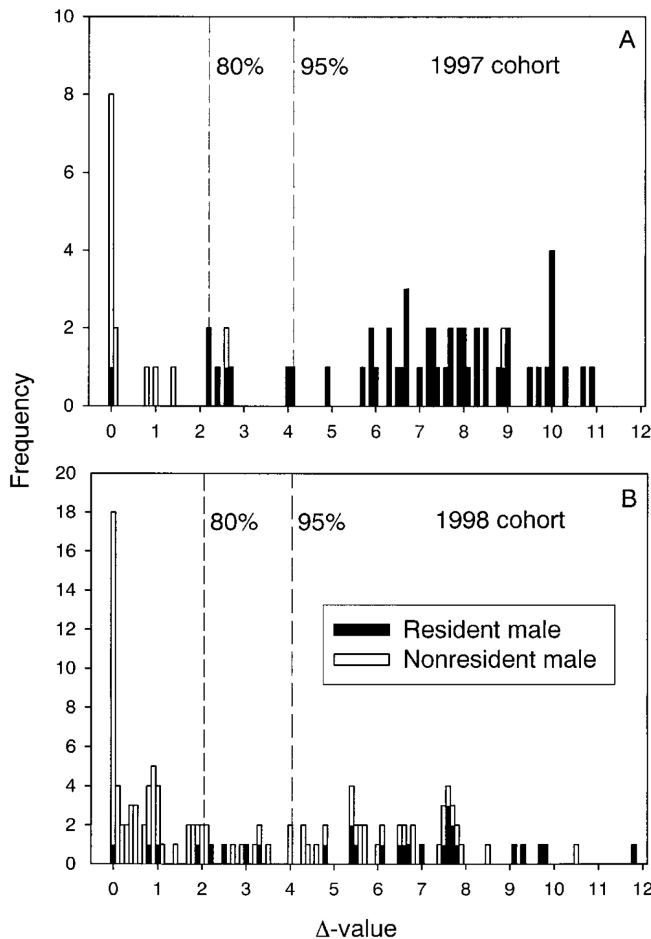 A
80%
95%
1997 cohort
10
8
6
4
2
0
0 1 2 3 4 5 6 7 8 9 10 11 12
Frequency
B
80%
95%
1998 cohort
Resident male
Nonresident male
20
18
16
14
12
10
8
6
4
2
0
0 1 2 3 4 5 6 7 8 9 10 11 12
Δ-value